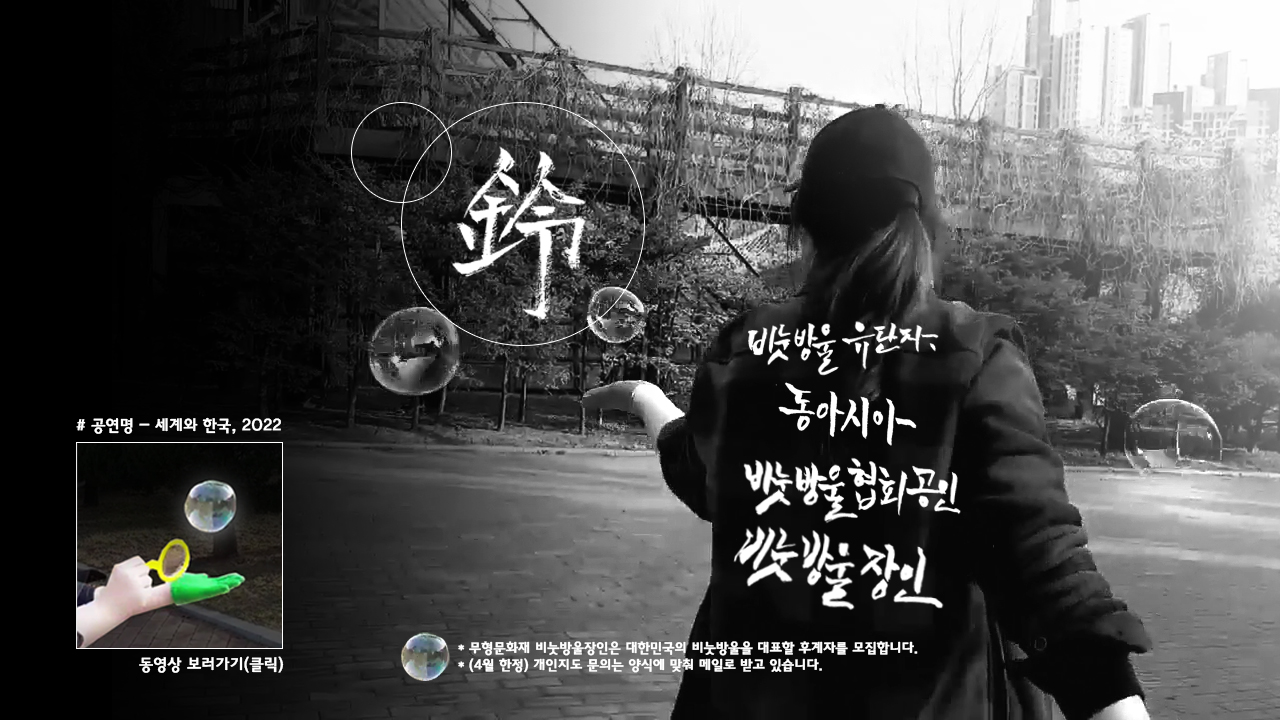 鈴
비눗방울 유단자
동아시아
비눗방울협회공인
비눗방울장인
# 공연명 – 세계와 한국, 2022
동영상 보러가기(클릭)
* 무형문화재 비눗방울장인은 대한민국의 비눗방울을 대표할 후계자를 모집합니다.
* (4월 한정) 개인지도 문의는 양식에 맞춰 메일로 받고 있습니다.